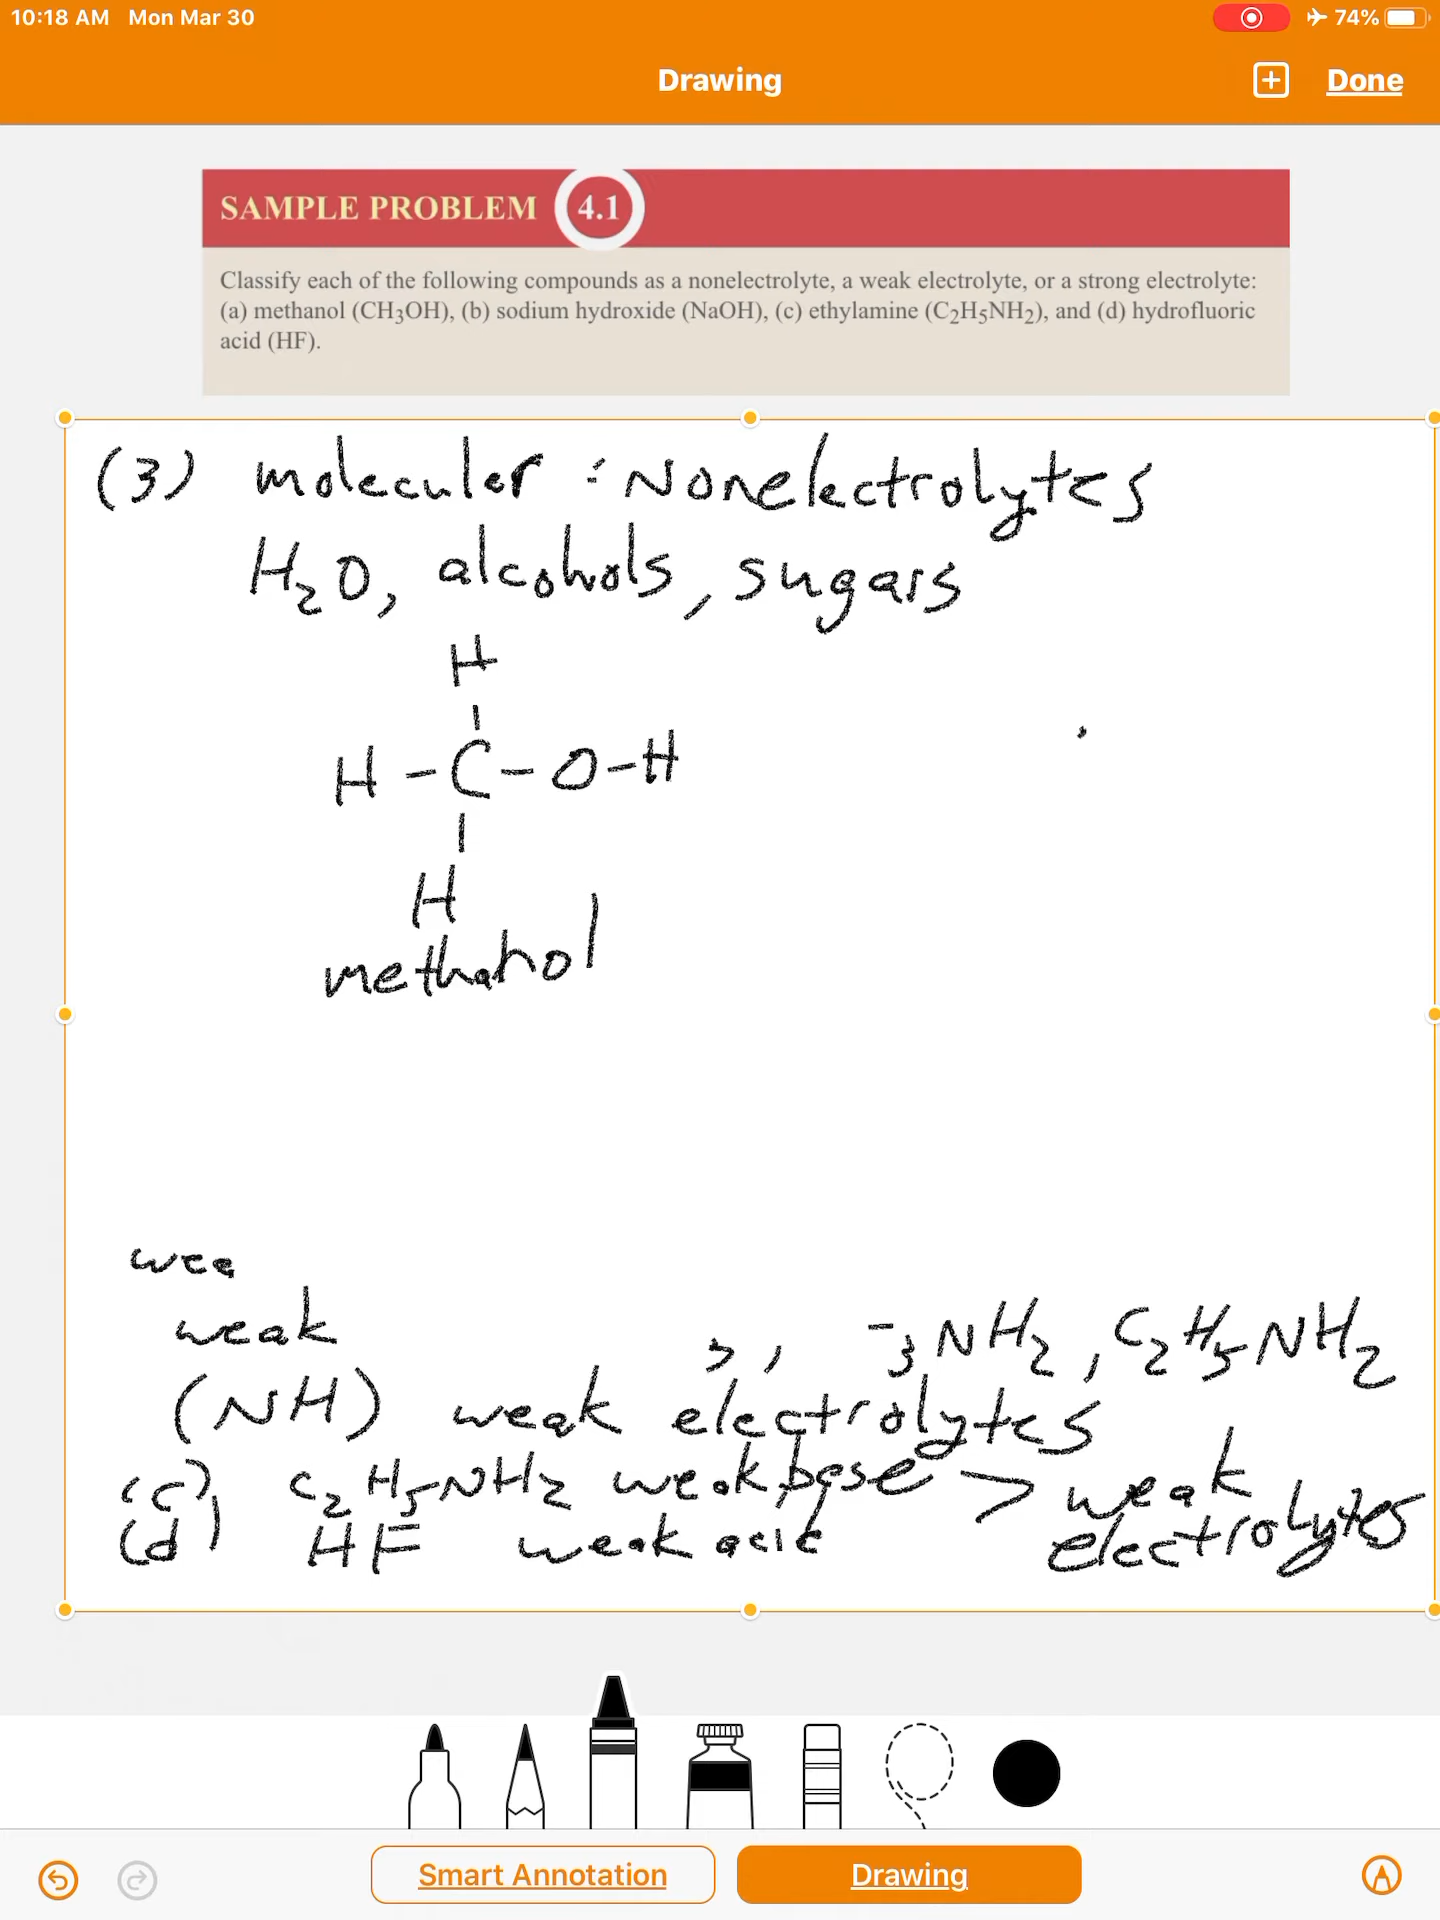 10:18 AM Mon Mar 30
74%
Drawing
Done
SAMPLE PROBLEM 4.1
Classify each of the following compounds as a nonelectrolyte, a weak electrolyte, or a strong electrolyte:
(a) methanol (CH3OH), (b) sodium hydroxide (NaOH), (c) ethylamine (C2H5NH2), and (d) hydrofluoric
acid (HF).
(3) molecular : Nonelectrolytes
H2O, alcohols, sugars
H
H - C - O - H
H
methanol
wea
weak
3, -3NH2, C2H5NH2
(NH) weak electrolytes
(c), C2H5NH2 weak base > weak
(d) HF weak acid electrolytes
Smart Annotation
Drawing